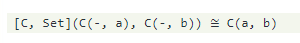 [C, Set](C(-, a), C(-, b)) ≅ C(a, b)